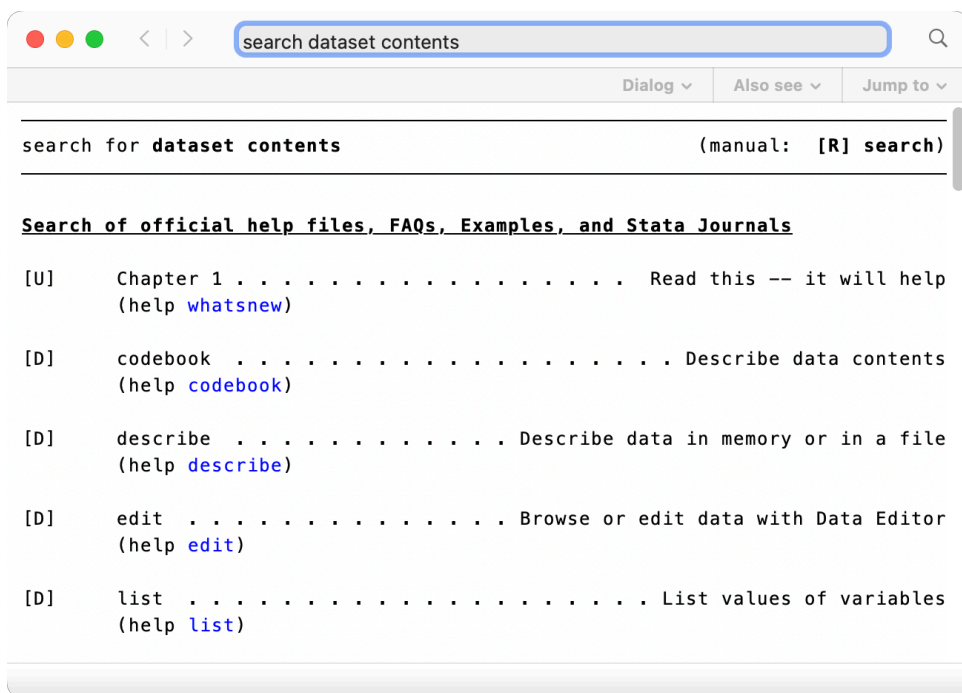 search dataset contents
Dialog Also see Jump to
search for dataset contents (manual: [R] search)
Search of official help files, FAQs, Examples, and Stata Journals
[U] Chapter 1 . . . . . . . . . . . . . . . . . Read this -- it will help
(help whatsnew)
[D] codebook . . . . . . . . . . . . . . . . . . . Describe data contents
(help codebook)
[D] describe . . . . . . . . . . . . Describe data in memory or in a file
(help describe)
[D] edit . . . . . . . . . . . . . . Browse or edit data with Data Editor
(help edit)
[D] list . . . . . . . . . . . . . . . . . . . . List values of variables
(help list)